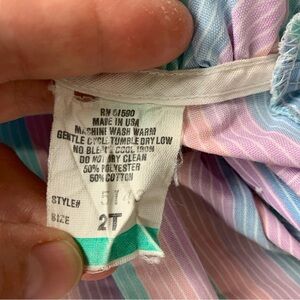 RN 61590
MADE IN USA
MACHINE WASH WARM
GENTLE CYCLE TUMBLE DRY LOW
NO BLEACH COOL IRON
DO NOT DRY CLEAN
50% POLYESTER
50% COTTON
STYLE#
SIZE 2T